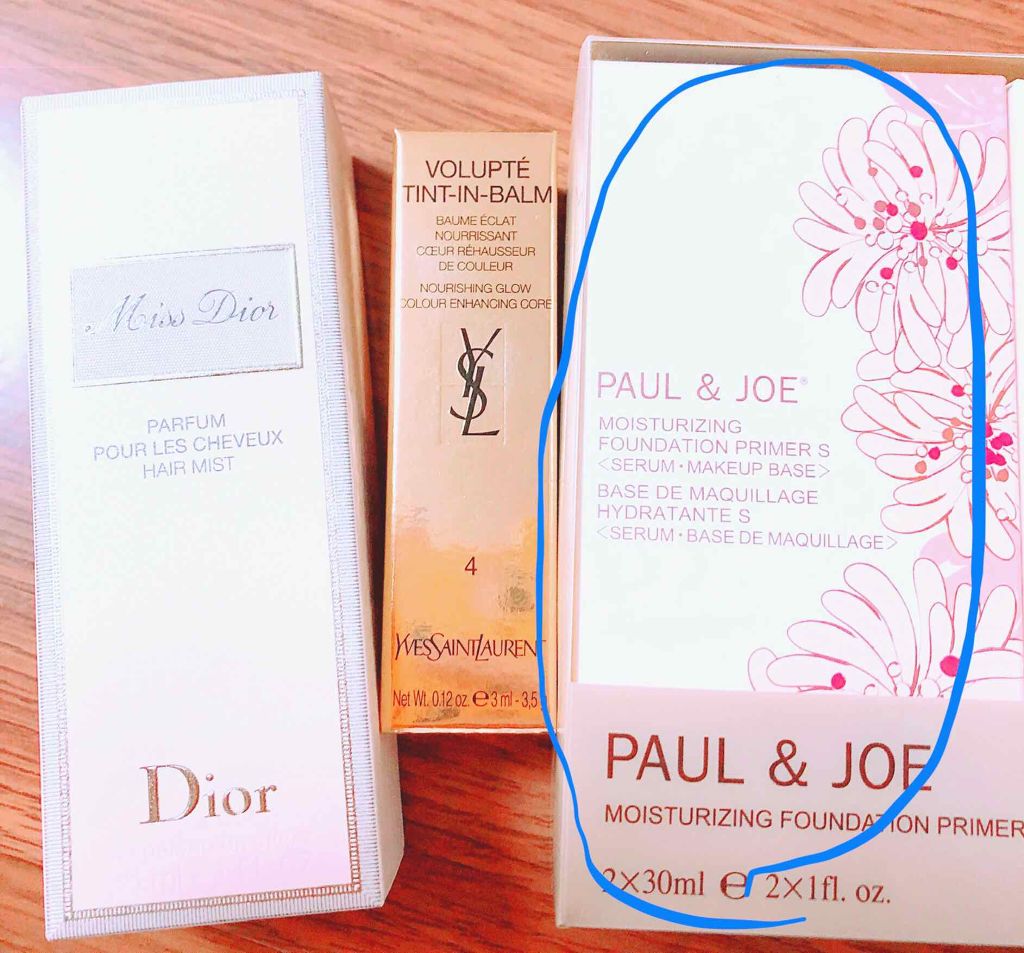 Miss Dior
PARFUM
POUR LES CHEVEUX
HAIR MIST
Dior
VOLUPTÉ
TINT-IN-BALM
BAUME ÉCLAT
NOURRISSANT
CŒUR RÉHAUSSEUR
DE COULEUR
NOURISHING GLOW
COLOUR ENHANCING CORE
YSL
4
YVESSAINTLAURENT
Net Wt. 0.12 oz. ℮ 3 ml - 3,5
PAUL & JOE®
MOISTURIZING
FOUNDATION PRIMER S
<SERUM・MAKEUP BASE>
BASE DE MAQUILLAGE
HYDRATANTE S
<SERUM・BASE DE MAQUILLAGE>
PAUL & JOE
MOISTURIZING FOUNDATION PRIMER
2×30ml ℮ 2×1fl. oz.